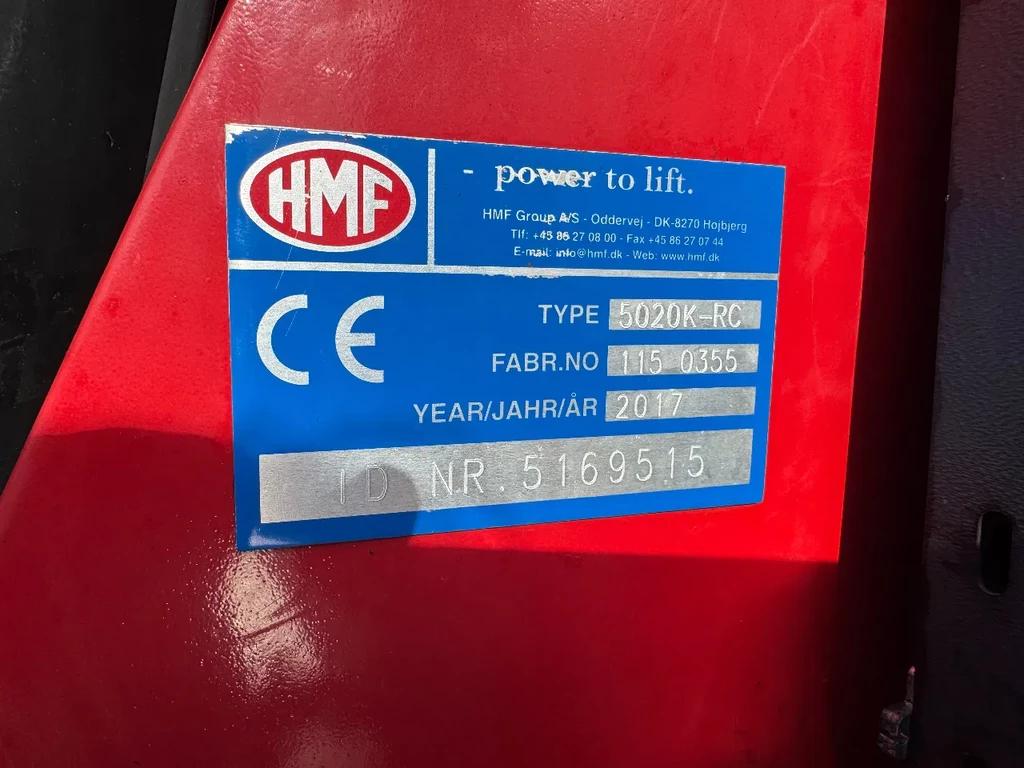 HMF
- power to lift.
HMF Group A/S - Oddervej - DK-8270 Hojbjerg
Tlf: +45 86 27 08 00 - Fax +45 86 27 07 44
E-mail: info@hmf.dk - Web: www.hmf.dk
CE
TYPE 5020K-RC
FABR.NO 115 0355
YEAR/JAHR/ÅR 2017
ID NR. 5169515